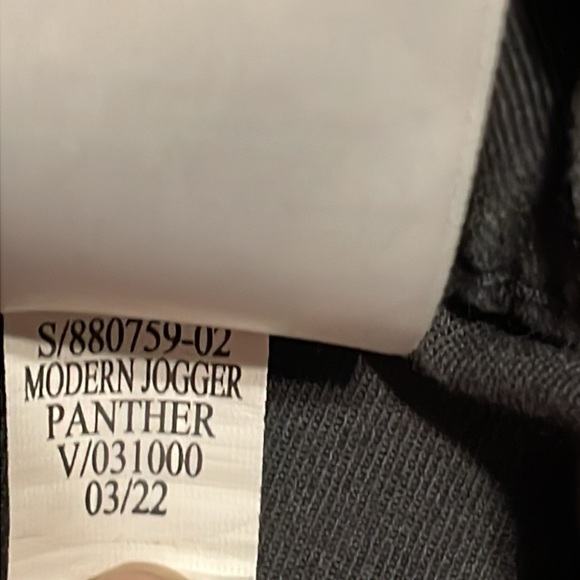 S/880759-02
MODERN JOGGER
PANTHER
V/031000
03/22